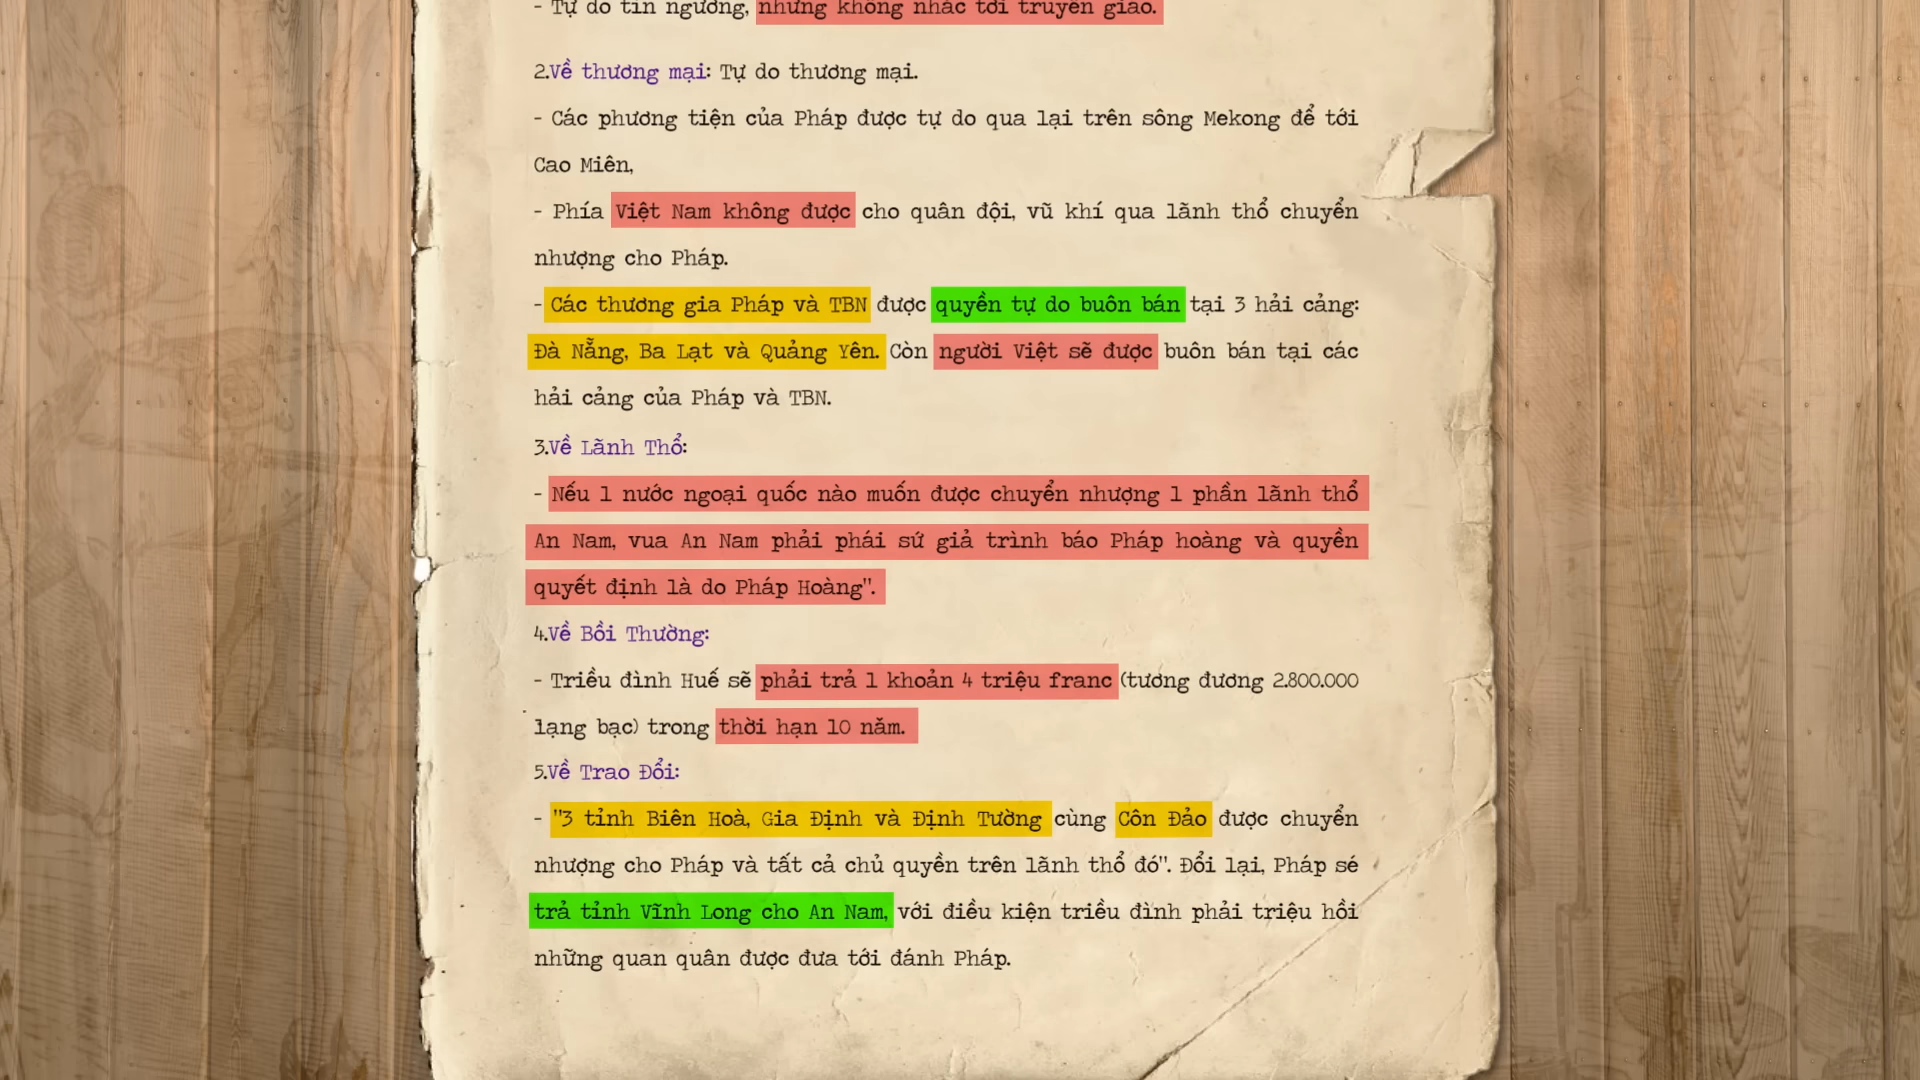 - Tự do tín ngưỡng, nhưng không nhắc tới truyền giáo.
2.Về thương mại: Tự do thương mại.
- Các phương tiện của Pháp được tự do qua lại trên sông Mekong để tới
Cao Miên,
- Phía Việt Nam không được cho quân đội, vũ khí qua lãnh thổ chuyển
nhượng cho Pháp.
- Các thương gia Pháp và TBN được quyền tự do buôn bán tại 3 hải cảng:
Đà Nẵng, Ba Lạt và Quảng Yên. Còn người Việt sẽ được buôn bán tại các
hải cảng của Pháp và TBN.
3.Về Lãnh Thổ:
- Nếu 1 nước ngoại quốc nào muốn được chuyển nhượng 1 phần lãnh thổ
An Nam, vua An Nam phải phái sứ giả trình báo Pháp hoàng và quyền
quyết định là do Pháp Hoàng".
4.Về Bồi Thường:
- Triều đình Huế sẽ phải trả 1 khoản 4 triệu franc (tương đương 2.800.000
lạng bạc) trong thời hạn 10 năm.
5.Về Trao Đổi:
- "3 tỉnh Biên Hoà, Gia Định và Định Tường cùng Côn Đảo được chuyển
nhượng cho Pháp và tất cả chủ quyền trên lãnh thổ đó". Đổi lại, Pháp sé
trả tỉnh Vĩnh Long cho An Nam, với điều kiện triều đình phải triệu hồi
những quan quân được đưa tới đánh Pháp.